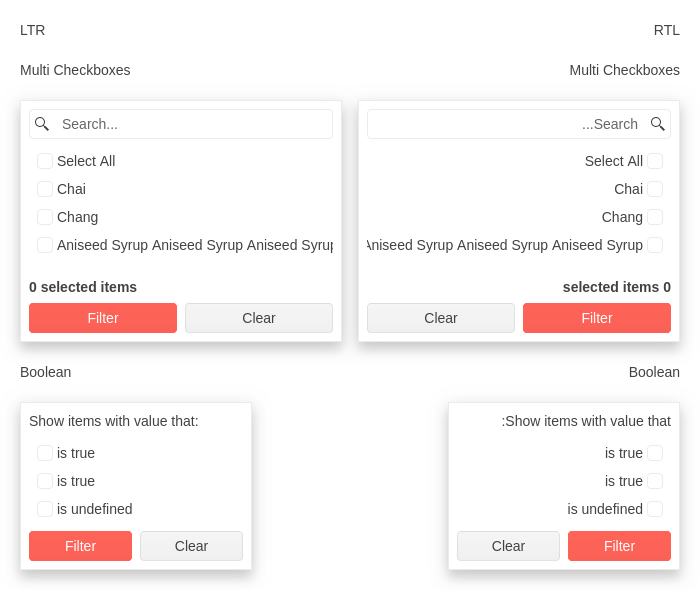 LTR
RTL
Multi Checkboxes
Multi Checkboxes
Search...
Select All
Chai
Chang
Aniseed Syrup Aniseed Syrup Aniseed Syrup
0 selected items
Filter
Clear
...Search
Select All
Chai
Chang
Aniseed Syrup Aniseed Syrup Aniseed Syrup
selected items 0
Clear
Filter
Boolean
Boolean
Show items with value that:
is true
is true
is undefined
Filter
Clear
:Show items with value that
is true
is true
is undefined
Clear
Filter